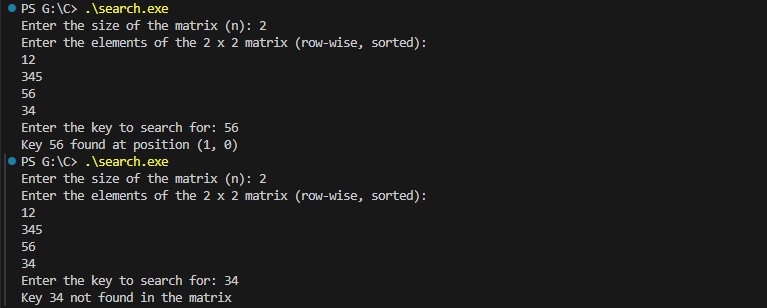 PS G:\C> .\search.exe
Enter the size of the matrix (n): 2
Enter the elements of the 2 x 2 matrix (row-wise, sorted):
12
345
56
34
Enter the key to search for: 56
Key 56 found at position (1, 0)
PS G:\C> .\search.exe
Enter the size of the matrix (n): 2
Enter the elements of the 2 x 2 matrix (row-wise, sorted):
12
345
56
34
Enter the key to search for: 34
Key 34 not found in the matrix